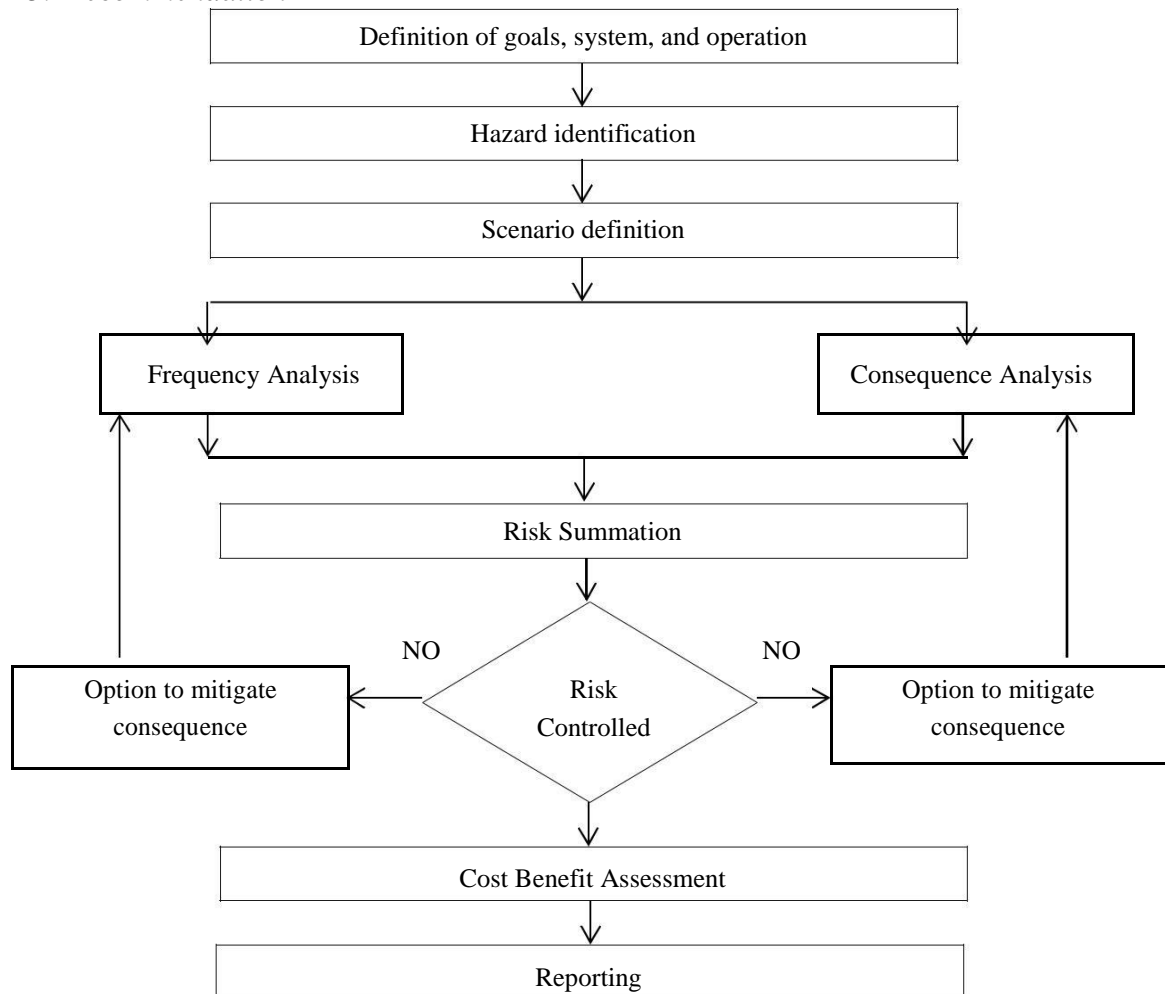 Definition of goals, system, and operation
Hazard identification
Scenario definition
Frequency Analysis
Consequence Analysis
Risk Summation
NO
NO
Option to mitigate
consequence
Risk
Controlled
Option to mitigate
consequence
Cost Benefit Assessment
Reporting